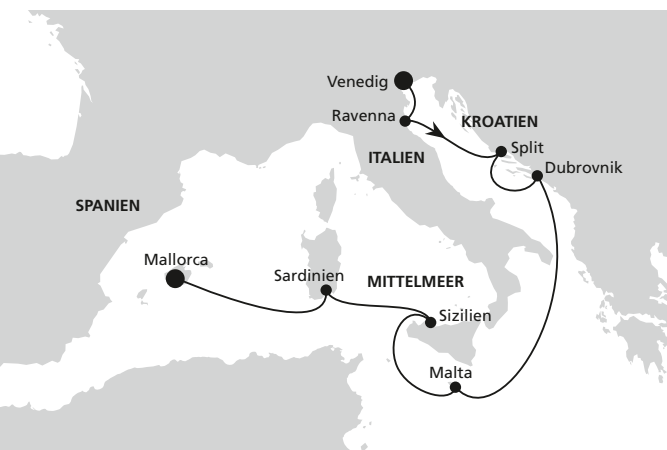 Venedig
Ravenna
KROATIEN
Split
ITALIEN
Dubrovnik
SPANIEN
Mallorca
Sardinien
MITTELMEER
Sizilien
Malta